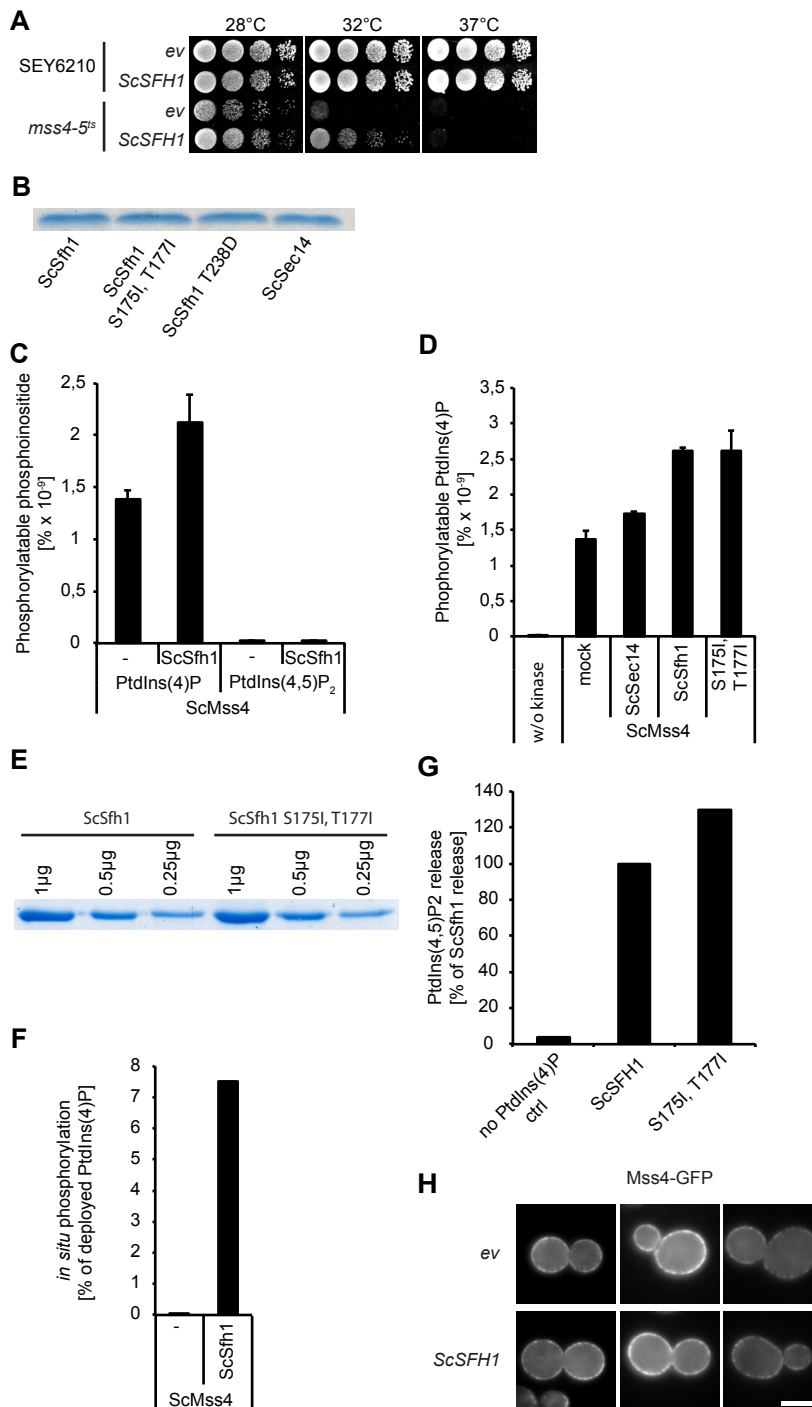 A
28°C 32°C 37°C
SEY6210
ev
ScSFH1
mss4-5ts
ev
ScSFH1
B
ScSfh1
ScSfh1
S175I, T177I
ScSfh1 T238D
ScSec14
C
Phosphorylatable phosphoinositide
[% x 10-9]
2,5
2
1,5
1
0,5
0
- ScSfh1 - ScSfh1
PtdIns(4)P PtdIns(4,5)P2
ScMss4
D
Phophorylatable PtdIns(4)P
[% x 10-9]
3,5
3
2,5
2
1,5
1
0,5
0
w/o kinase
mock
ScSec14
ScSfh1
S175I,
T177I
ScMss4
E
ScSfh1 ScSfh1 S175I, T177I
1µg 0.5µg 0.25µg 1µg 0.5µg 0.25µg
F
in situ phosphorylation
[% of deployed PtdIns(4)P]
8
7
6
5
4
3
2
1
0
-
ScSfh1
ScMss4
G
PtdIns(4,5)P2 release
[% of ScSfh1 release]
140
120
100
80
60
40
20
0
no PtdIns(4)P
ctrl
ScSFH1
S175I, T177I
H
Mss4-GFP
ev
ScSFH1